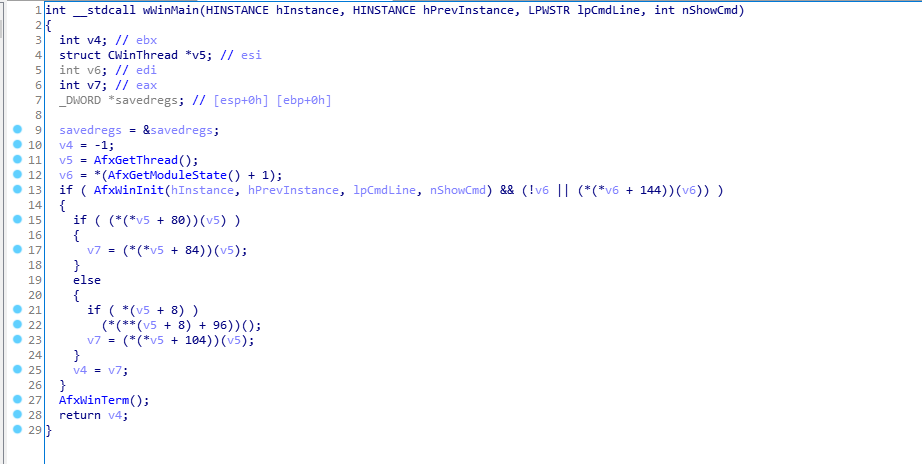 1 int __stdcall wWinMain(HINSTANCE hInstance, HINSTANCE hPrevInstance, LPWSTR lpCmdLine, int nShowCmd)
2 {
3   int v4; // ebx
4   struct CWinThread *v5; // esi
5   int v6; // edi
6   int v7; // eax
7   _DWORD *savedregs; // [esp+0h] [ebp+0h]
8
9   savedregs = &savedregs;
10   v4 = -1;
11   v5 = AfxGetThread();
12   v6 = *(AfxGetModuleState() + 1);
13   if ( AfxWinInit(hInstance, hPrevInstance, lpCmdLine, nShowCmd) && (!v6 || (*(*v6 + 144))(v6)) )
14   {
15     if ( (*(*v5 + 80))(v5) )
16     {
17       v7 = (*(*v5 + 84))(v5);
18     }
19     else
20     {
21       if ( *(v5 + 8) )
22         (*(**(v5 + 8) + 96))();
23       v7 = (*(*v5 + 104))(v5);
24     }
25     v4 = v7;
26   }
27   AfxWinTerm();
28   return v4;
29 }